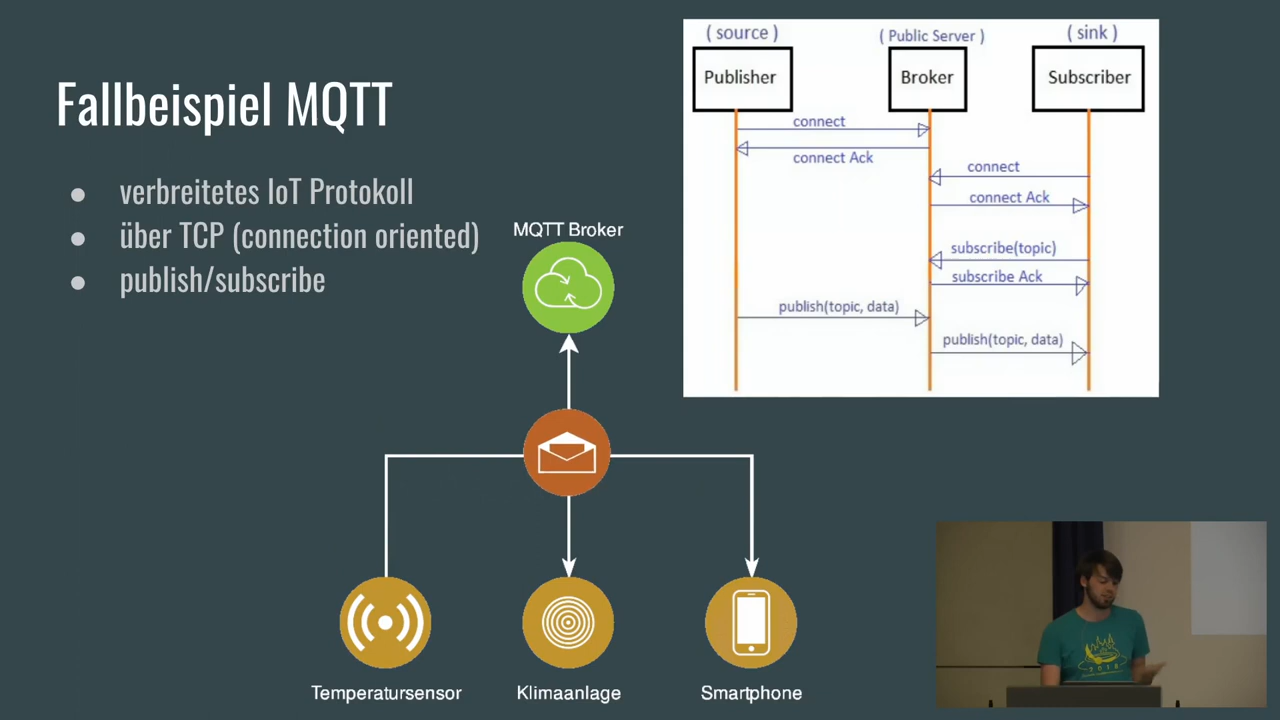 Fallbeispiel MQTT
● verbreitetes IoT Protokoll
● über TCP (connection oriented)
● publish/subscribe
MQTT Broker
Temperatursensor
Klimaanlage
Smartphone
( source )
( Public Server )
( sink )
Publisher
Broker
Subscriber
connect
connect Ack
connect
connect Ack
subscribe(topic)
subscribe Ack
publish(topic, data)
publish(topic, data)
2018